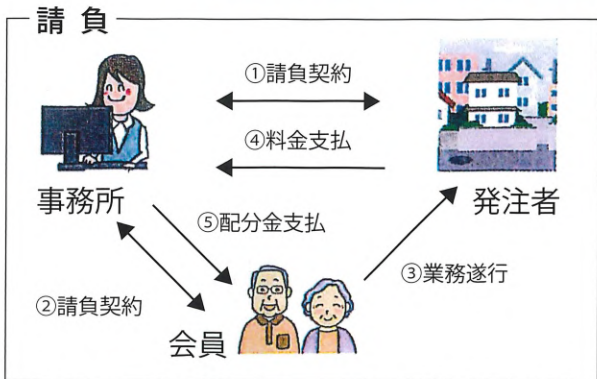 請負
①請負契約
④料金支払
事務所
発注者
⑤配分金支払
③業務遂行
②請負契約
会員